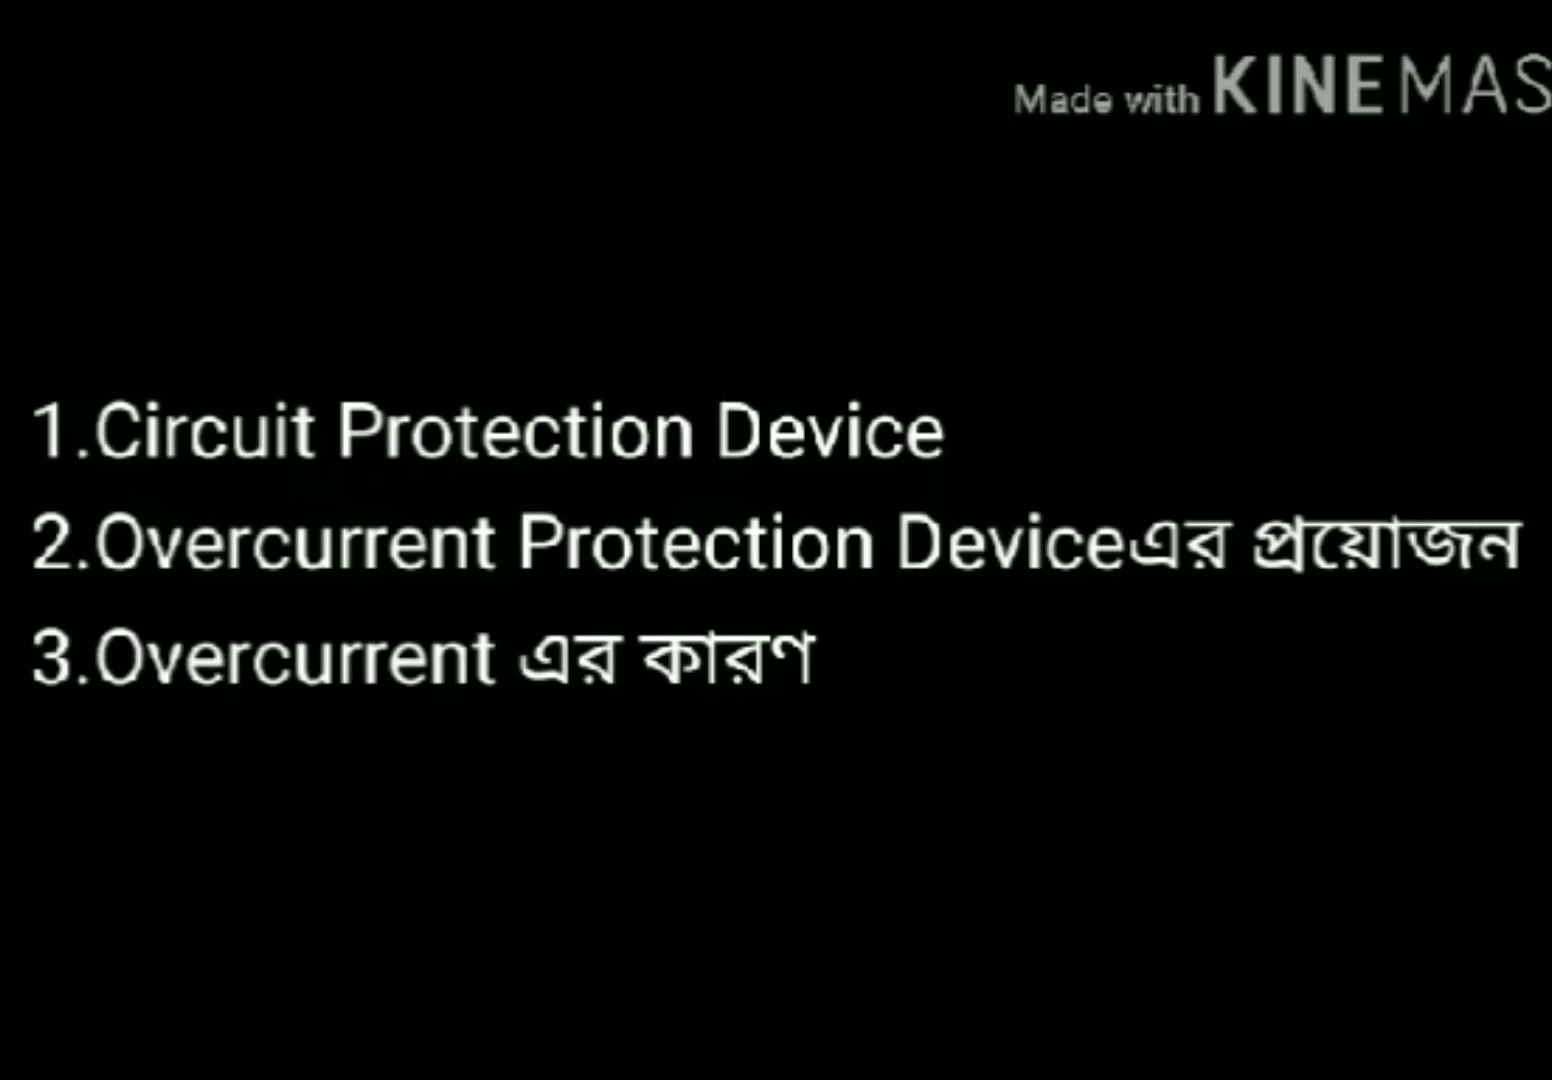 Made with KINEMAS
1.Circuit Protection Device
2.Overcurrent Protection Deviceএর প্রয়োজন
3.Overcurrent এর কারণ